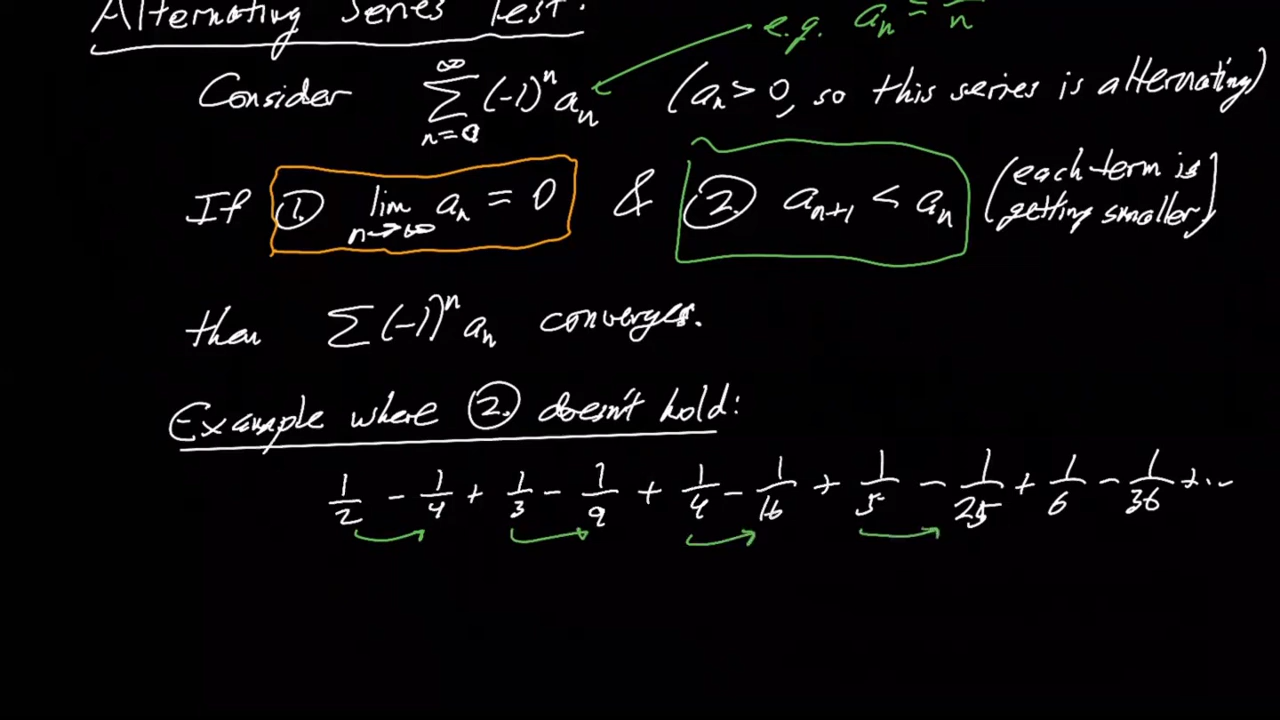 Alternating Series Test:
e.g. aₙ = 1/n
Consider ∑_{n=0}^{∞} (-1)ⁿ aₙ (aₙ > 0, so this series is alternating)
If ①. lim_{n→∞} aₙ = 0 & ②. aₙ₊₁ < aₙ (each term is getting smaller)
then ∑ (-1)ⁿ aₙ converges.
Example where ②. doesn't hold:
1/2 - 1/4 + 1/3 - 1/9 + 1/4 - 1/16 + 1/5 - 1/25 + 1/6 - 1/36 + ...